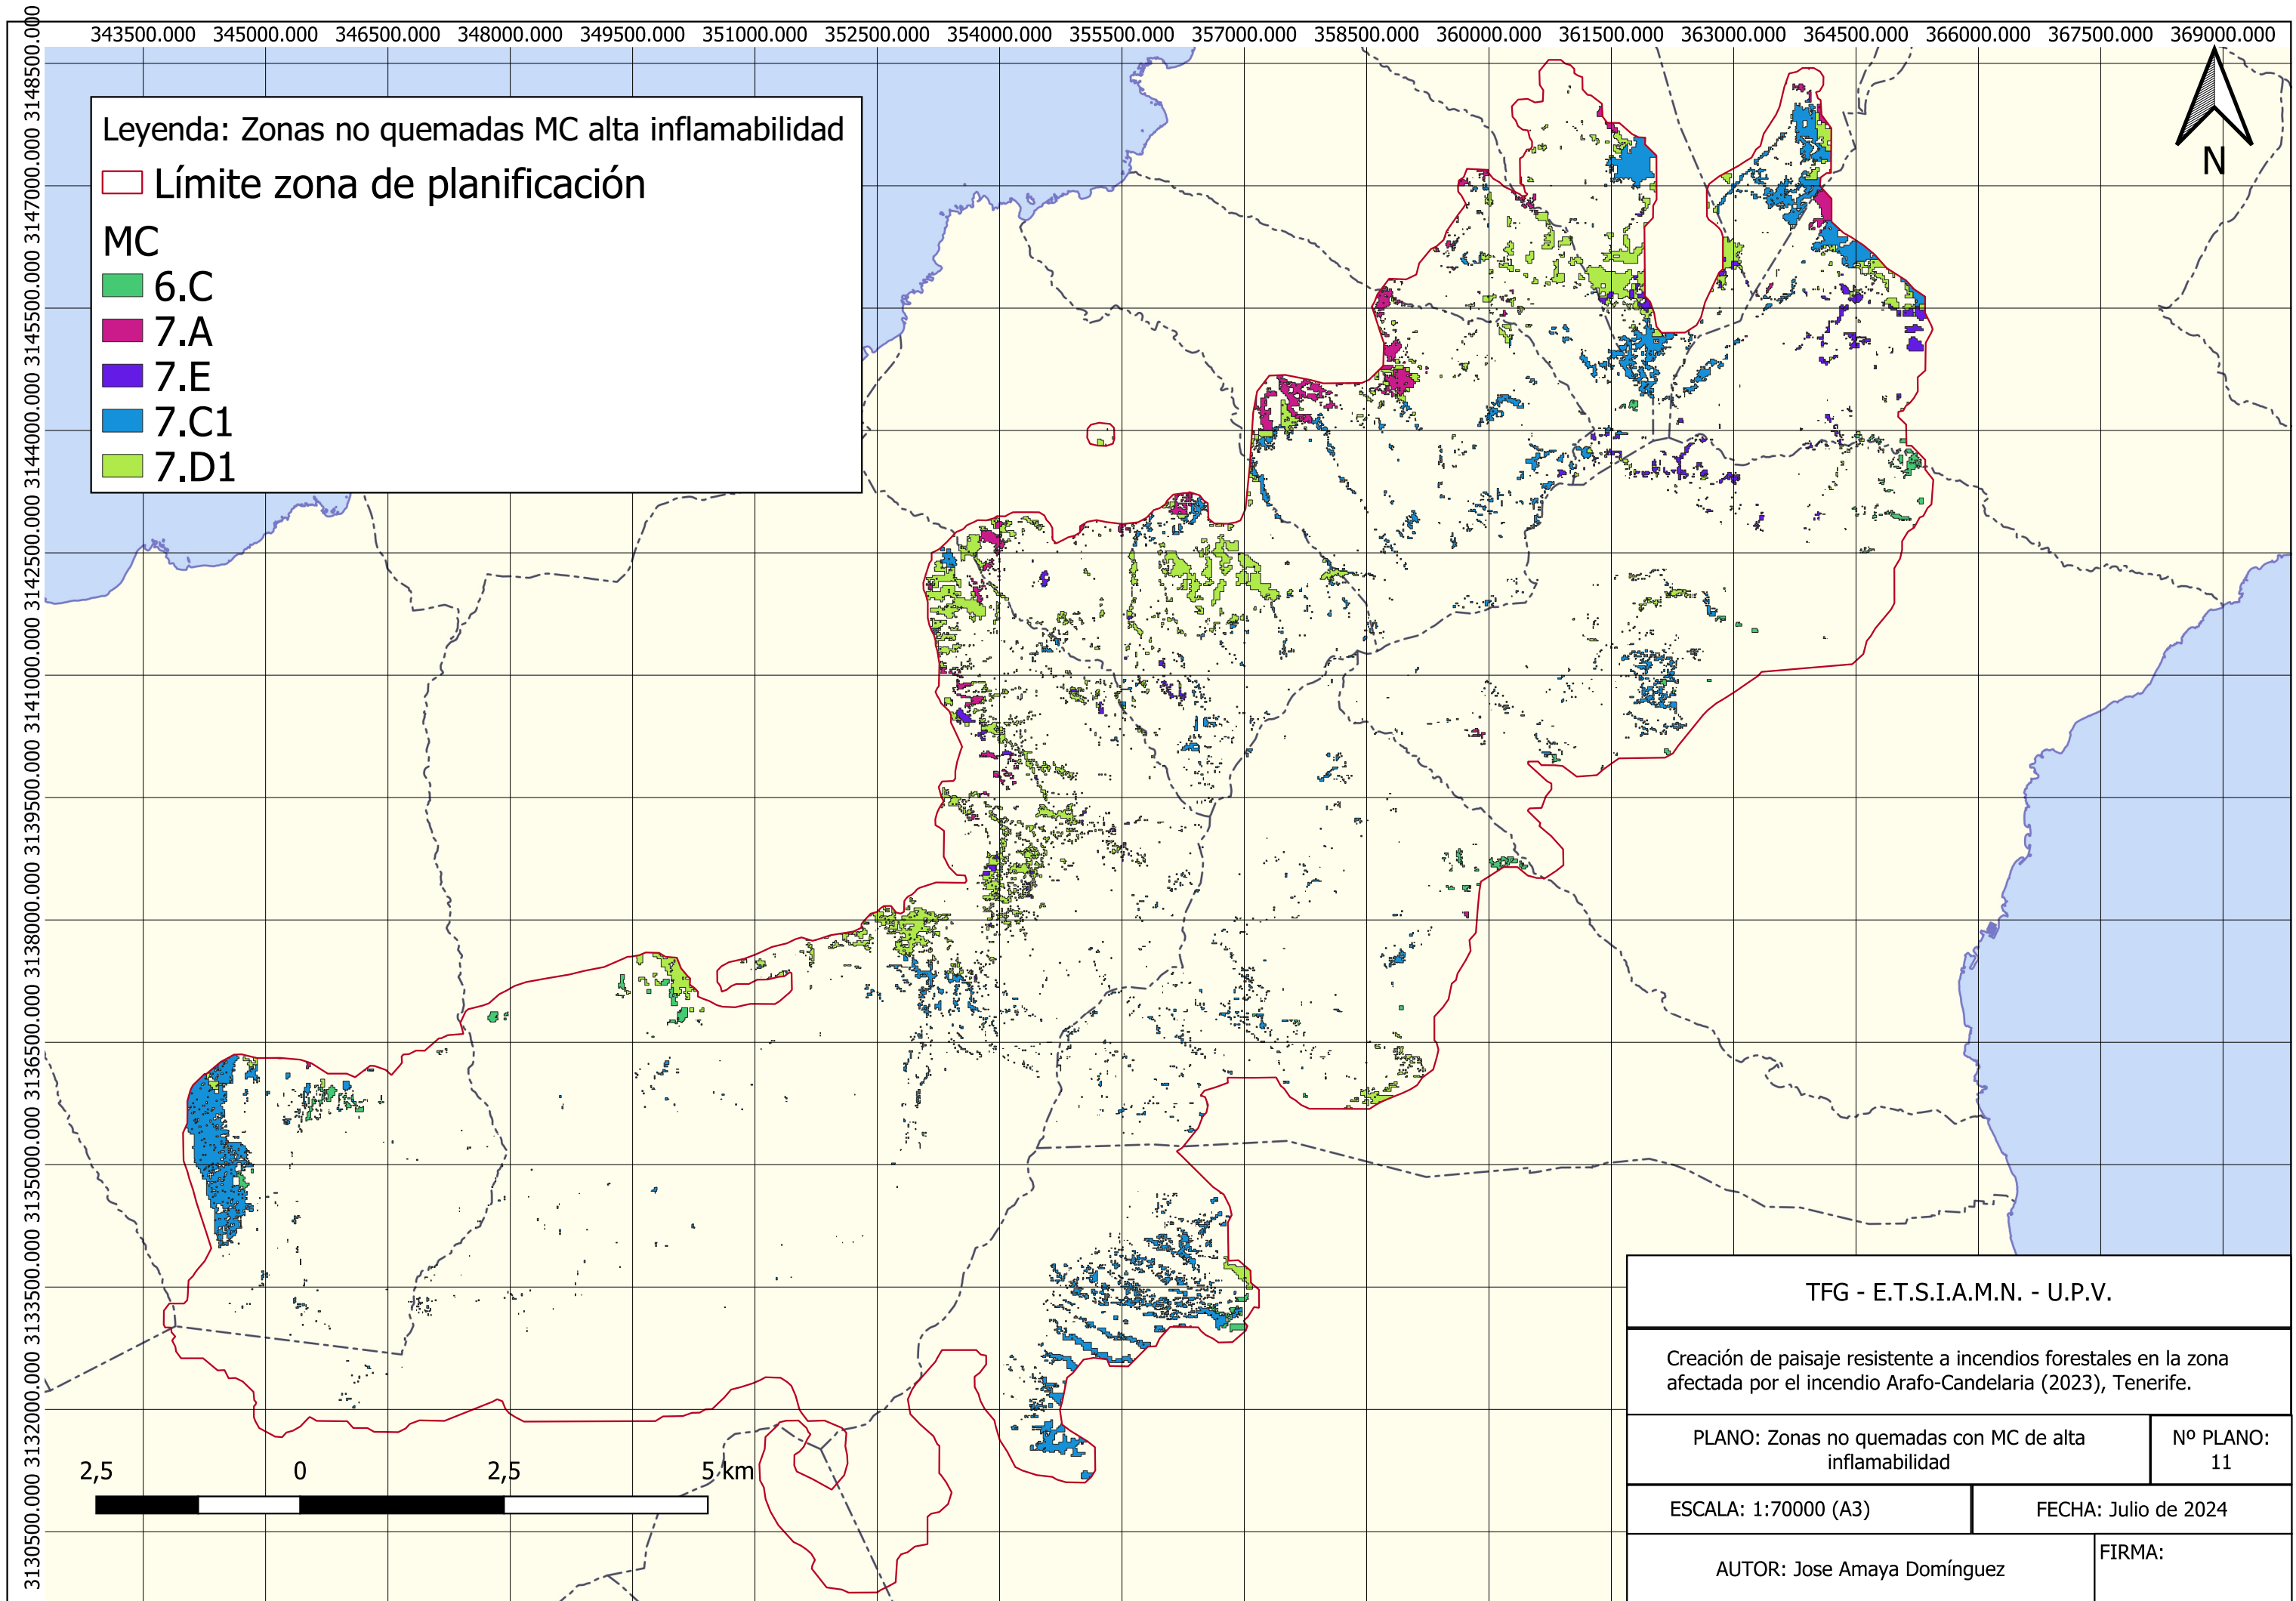 343500.000 345000.000 346500.000 348000.000 349500.000 351000.000 352500.000 354000.000 355500.000 357000.000 358500.000 360000.000 361500.000 363000.000 364500.000 366000.000 367500.000 369000.000
3148500.000
3147000.000
3145500.000
3144000.000
3142500.000
3141000.000
3139500.000
3138000.000
3136500.000
3135000.000
3133500.000
3132000.000
3130500.000
N
Leyenda: Zonas no quemadas MC alta inflamabilidad
Límite zona de planificación
MC
6.C
7.A
7.E
7.C1
7.D1
2,5 0 2,5 5 km
TFG - E.T.S.I.A.M.N. - U.P.V.
Creación de paisaje resistente a incendios forestales en la zona
afectada por el incendio Arafo-Candelaria (2023), Tenerife.
PLANO: Zonas no quemadas con MC de alta
inflamabilidad
Nº PLANO:
11
ESCALA: 1:70000 (A3)
FECHA: Julio de 2024
AUTOR: Jose Amaya Domínguez
FIRMA: